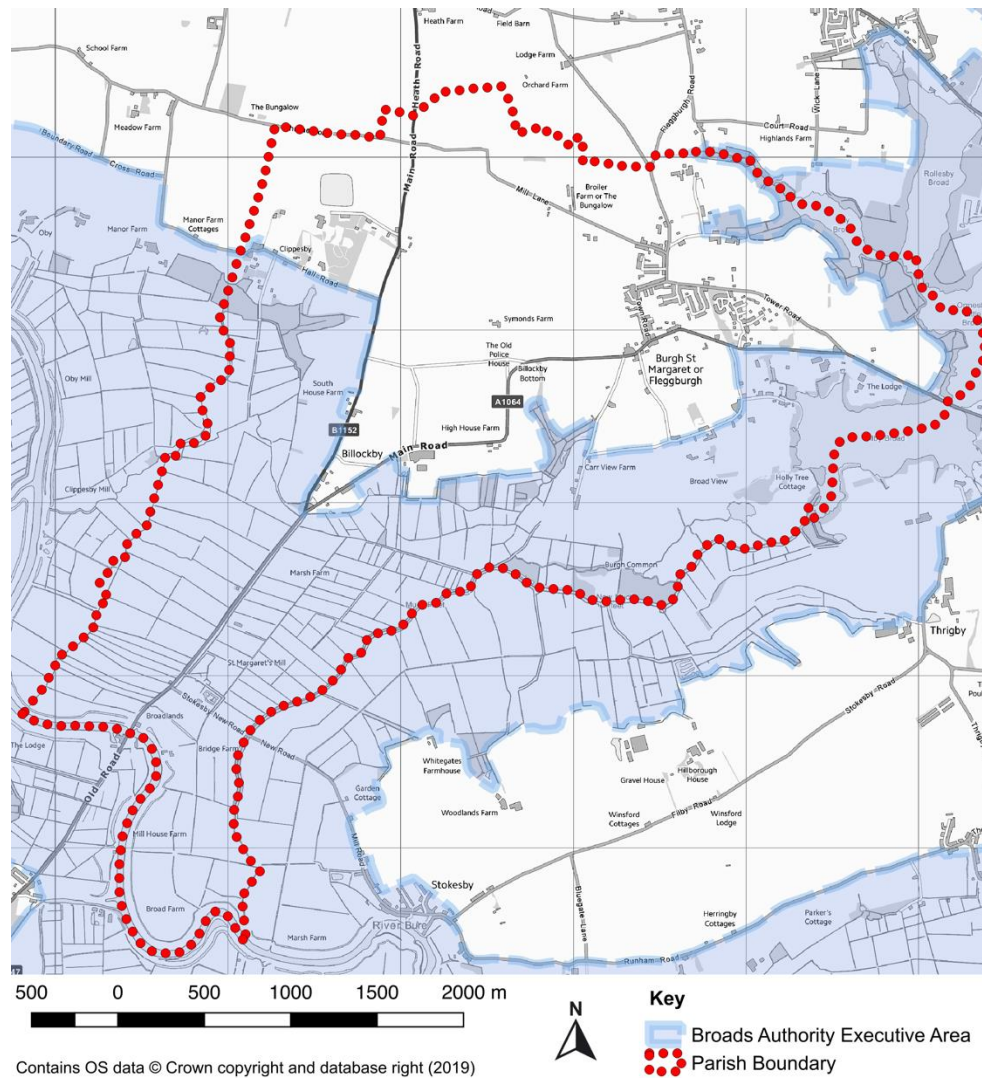 Heath Farm
Field Barn
School Farm
Lodge Farm
Heath Road
Orchard Farm
The Bungalow
Wick Lane
Fleggburgh Road
Meadow Farm
Court Road
Highlands Farm
Boundary Road
Cross Road
Main Road
Rollesby
Broad
Mill Lane
Broiler
Farm or The
Bungalow
Manor Farm
Cottages
Oby
Manor Farm
Clippesby
Hall Road
Tower Road
Symonds Farm
Town Road
The Old
Police
House
Billockby
Bottom
Burgh St
Margaret or
Fleggburgh
Oby Mill
South
House Farm
The Lodge
A1064
B1152
High House Farm
Billockby
Main Road
Carr View Farm
Holly Tree
Cottage
Broad View
Clippesby Mill
Burgh Common
Marsh Farm
Thrigby
St Margaret's Mill
Stokesby New Road
Stokesby Road
Broadlands
The Lodge
Bridge Farm
New Road
Old Road
Whitegates
Farmhouse
Gravel House
Hillborough
House
Garden
Cottage
Woodlands Farm
Winsford
Cottages
Filby Road
Winsford
Lodge
Mill House Farm
Mill Road
Stokesby
Broad Farm
Bluegate Lane
River Bure
Marsh Farm
Herringby
Cottages
Parker's
Cottage
Runham Road
500 0 500 1000 1500 2000 m
N
Key
Broads Authority Executive Area
Parish Boundary
Contains OS data © Crown copyright and database right (2019)